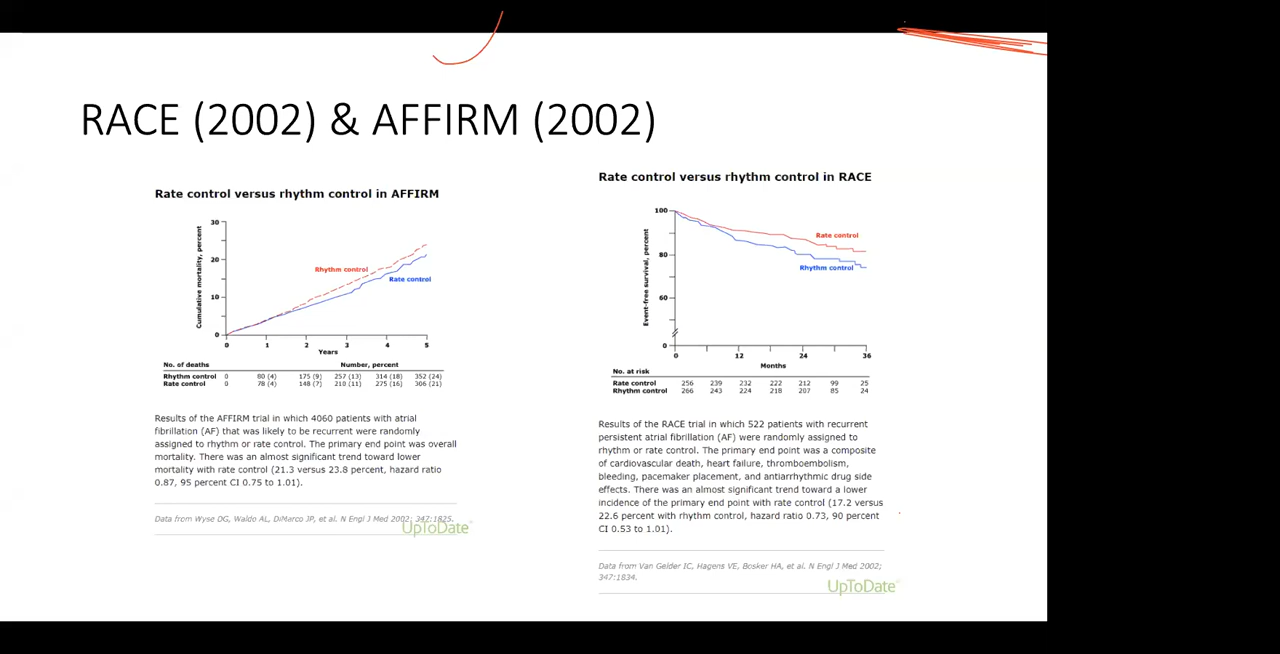 RACE (2002) & AFFIRM (2002)
Rate control versus rhythm control in AFFIRM
Cumulative mortality, percent
30
20
10
0
Rhythm control
Rate control
0 1 2 3 4 5
Years
No. of deaths Number, percent
Rhythm control 0 80 (4) 175 (9) 257 (13) 314 (18) 352 (24)
Rate control 0 78 (4) 148 (7) 210 (11) 275 (16) 306 (21)
Results of the AFFIRM trial in which 4060 patients with atrial
fibrillation (AF) that was likely to be recurrent were randomly
assigned to rhythm or rate control. The primary end point was overall
mortality. There was an almost significant trend toward lower
mortality with rate control (21.3 versus 23.8 percent, hazard ratio
0.87, 95 percent CI 0.75 to 1.01).
Data from Wyse DG, Waldo AL, DiMarco JP, et al. N Engl J Med 2002; 347:1825.
UpToDate
Rate control versus rhythm control in RACE
Event-free survival, percent
100
80
60
0
Rate control
Rhythm control
0 12 24 36
Months
No. at risk
Rate control 256 239 232 222 212 99 25
Rhythm control 266 243 224 218 207 85 24
Results of the RACE trial in which 522 patients with recurrent
persistent atrial fibrillation (AF) were randomly assigned to
rhythm or rate control. The primary end point was a composite
of cardiovascular death, heart failure, thromboembolism,
bleeding, pacemaker placement, and antiarrhythmic drug side
effects. There was an almost significant trend toward a lower
incidence of the primary end point with rate control (17.2 versus
22.6 percent with rhythm control, hazard ratio 0.73, 90 percent
CI 0.53 to 1.01).
Data from Van Gelder IC, Hagens VE, Bosker HA, et al. N Engl J Med 2002;
347:1834.
UpToDate